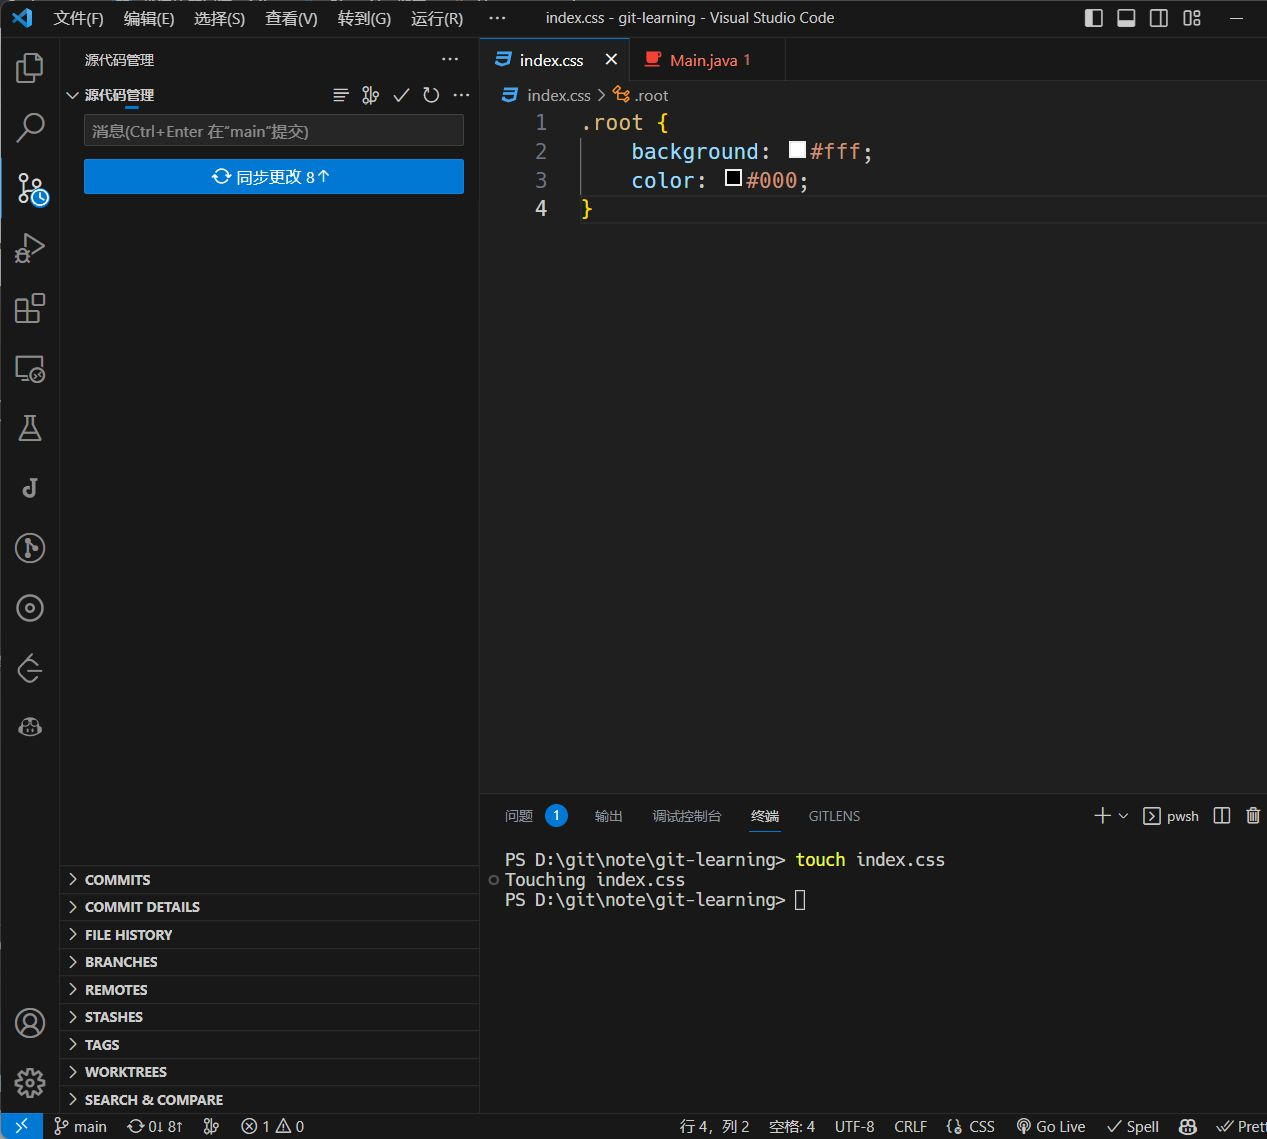 文件(F) 编辑(E) 选择(S) 查看(V) 转到(G) 运行(R) ··· index.css - git-learning - Visual Studio Code
源代码管理 ···
源代码管理 ···
消息(Ctrl+Enter 在“main”提交)
同步更改 8↑
COMMITS
COMMIT DETAILS
FILE HISTORY
BRANCHES
REMOTES
STASHES
TAGS
WORKTREES
SEARCH & COMPARE
index.css Main.java 1
index.css > .root
1 .root {
2 background: #fff;
3 color: #000;
4 }
问题 1 输出 调试控制台 终端 GITLENS pwsh
PS D:\git\note\git-learning> touch index.css
Touching index.css
PS D:\git\note\git-learning>
main 0↓ 8↑ 1 0 行 4，列 2 空格: 4 UTF-8 CRLF CSS Go Live Spell Prett